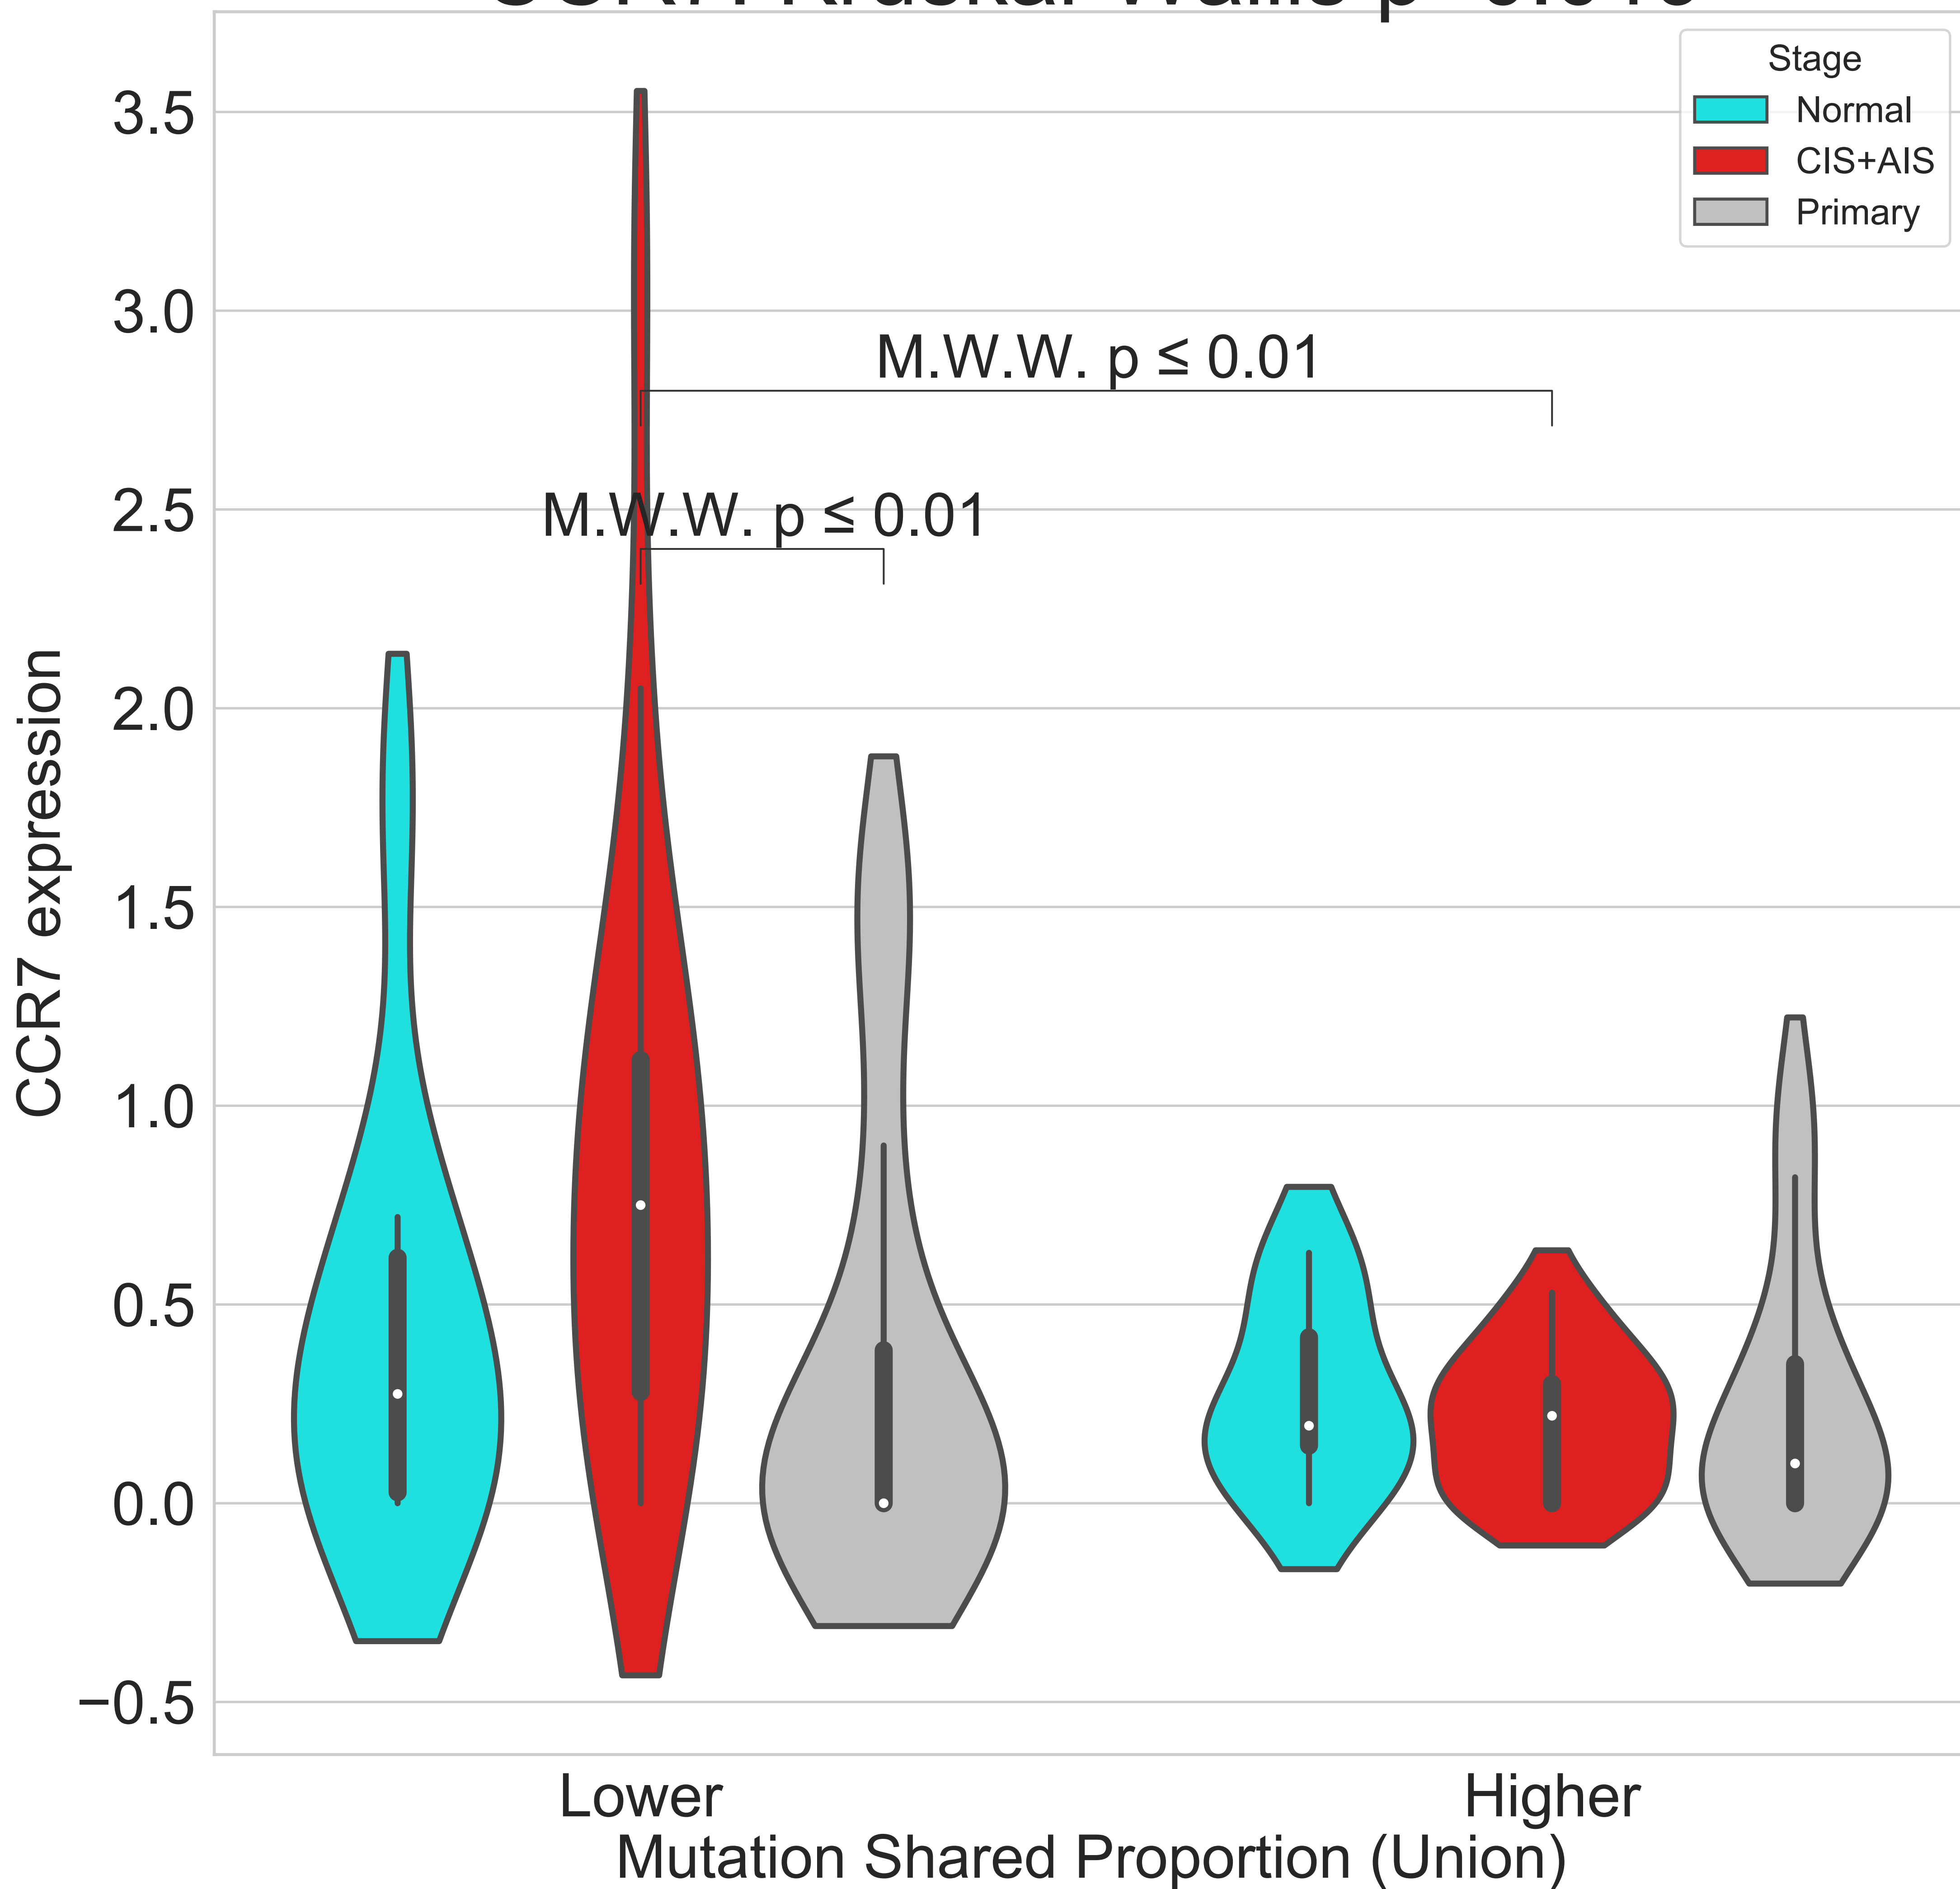 Stage
Normal
CIS+AIS
Primary
3.5
3.0
2.5
2.0
1.5
1.0
0.5
0.0
−0.5
M.W.W. p ≤ 0.01
M.W.W. p ≤ 0.01
CCR7 expression
Lower
Higher
Mutation Shared Proportion (Union)